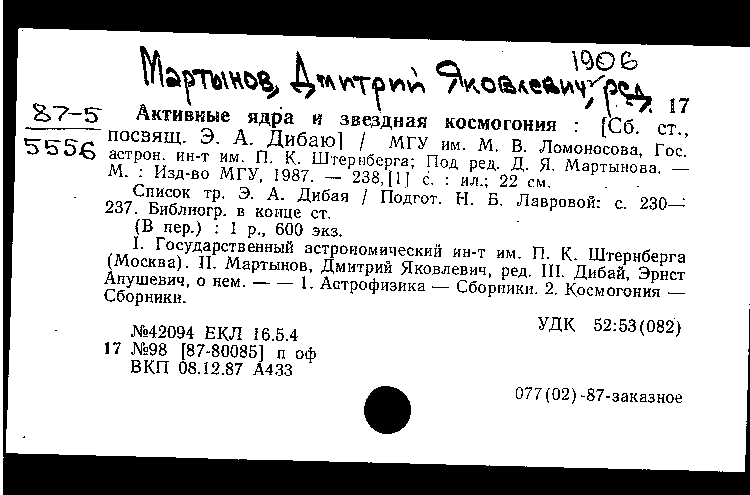 1906
Мартынов, Дмитрий Яковлевич, ред.
17
87-5
5556
Активные ядра и звездная космогония : [Сб. ст.,
посвящ. Э. А. Дибаю] / МГУ им. М. В. Ломоносова, Гос.
астрон. ин-т им. П. К. Штернберга; Под ред. Д. Я. Мартынова. —
М. : Изд-во МГУ, 1987. — 238,[1] с. : ил.; 22 см.
Список тр. Э. А. Дибая / Подгот. Н. Б. Лавровой: с. 230—
237. Библиогр. в конце ст.
(В пер.) : 1 р., 600 экз.
I. Государственный астрономический ин-т им. П. К. Штернберга
(Москва). II. Мартынов, Дмитрий Яковлевич, ред. III. Дибай, Эрнст
Апушевич, о нем. — — 1. Астрофизика — Сборники. 2. Космогония —
Сборники.
УДК 52:53(082)
№42094 ЕКЛ 16.5.4
17 №98 [87-80085] п оф
ВКП 08.12.87 А433
077(02)-87-заказное